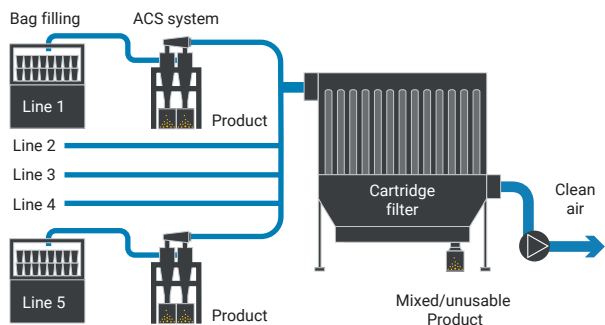 Bag filling
ACS system
Line 1
Product
Line 2
Line 3
Line 4
Cartridge
filter
Clean
air
Line 5
Product
Mixed/unusable
Product